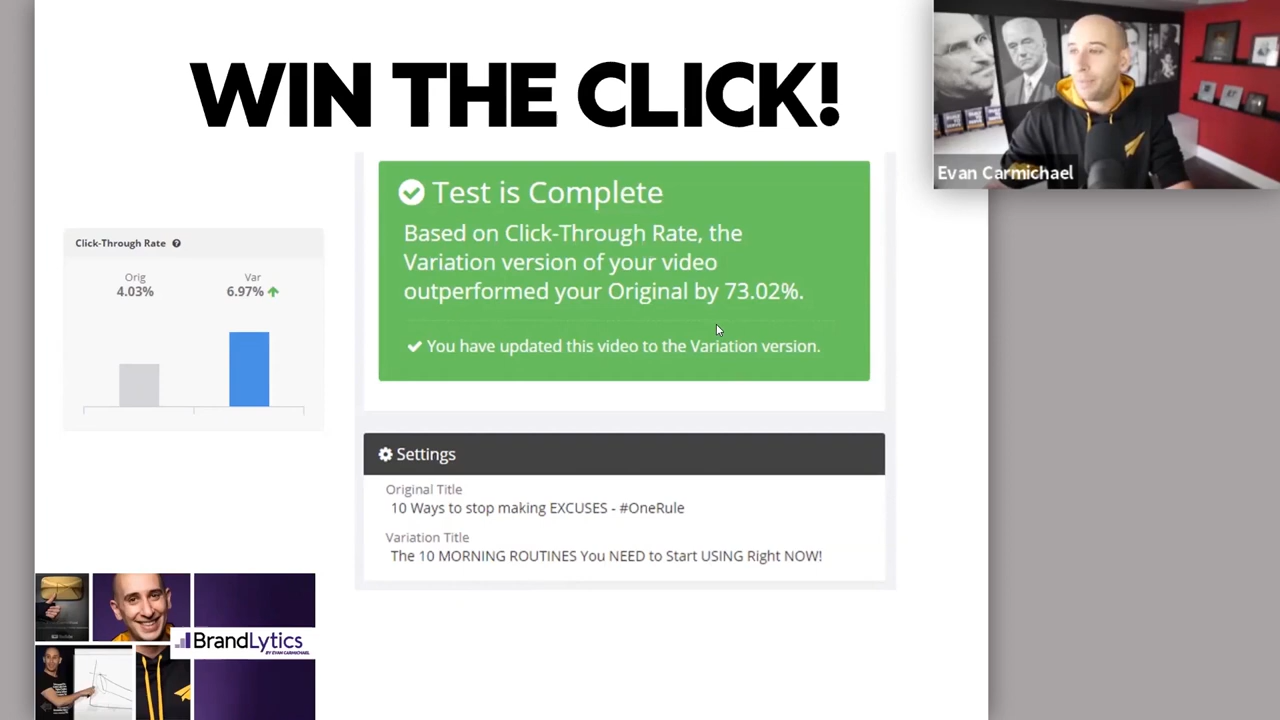 WIN THE CLICK!
Evan Carmichael
Test is Complete
Based on Click-Through Rate, the
Variation version of your video
outperformed your Original by 73.02%.
You have updated this video to the Variation version.
Click-Through Rate
Orig
Var
4.03%
6.97%
Settings
Original Title
10 Ways to stop making EXCUSES - #OneRule
Variation Title
The 10 MORNING ROUTINES You NEED to Start USING Right NOW!
BrandLytics
BY EVAN CARMICHAEL